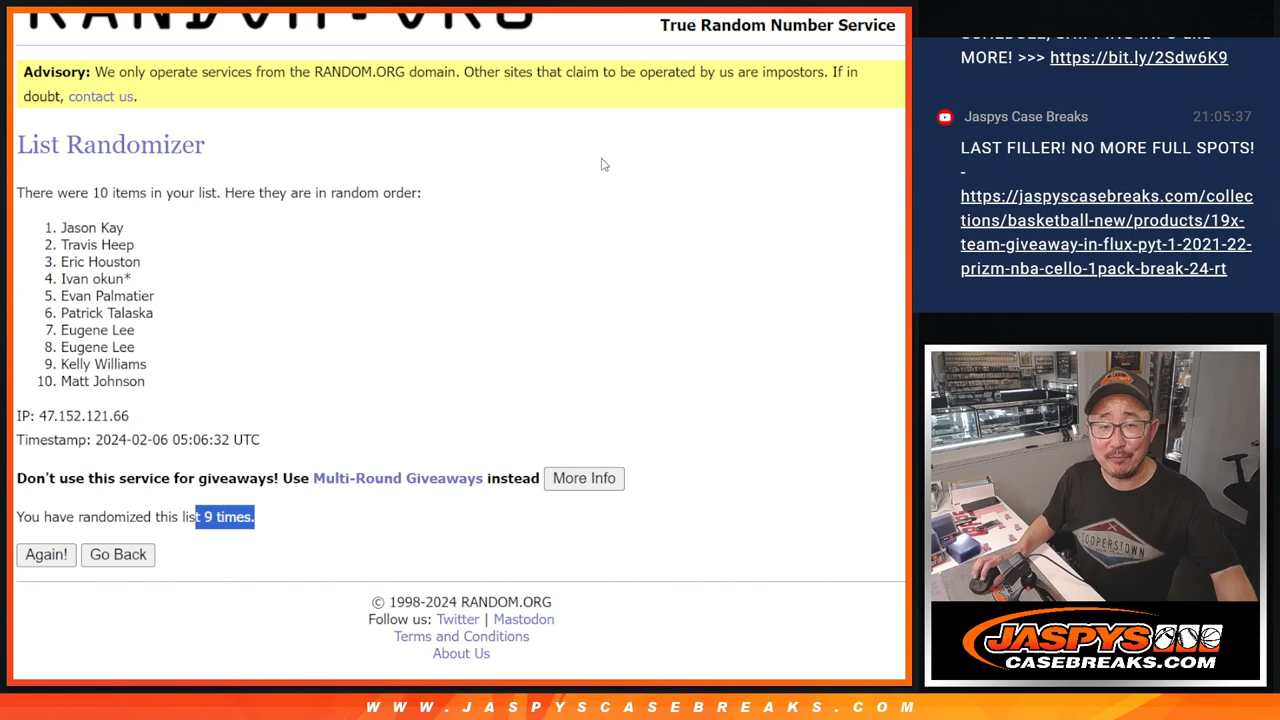 RANDOM.ORG
True Random Number Service
Advisory: We only operate services from the RANDOM.ORG domain. Other sites that claim to be operated by us are impostors. If in
doubt, contact us.
List Randomizer
There were 10 items in your list. Here they are in random order:
1. Jason Kay
2. Travis Heep
3. Eric Houston
4. Ivan okun*
5. Evan Palmatier
6. Patrick Talaska
7. Eugene Lee
8. Eugene Lee
9. Kelly Williams
10. Matt Johnson
IP: 47.152.121.66
Timestamp: 2024-02-06 05:06:32 UTC
Don't use this service for giveaways! Use Multi-Round Giveaways instead More Info
You have randomized this list 9 times.
Again! Go Back
© 1998-2024 RANDOM.ORG
Follow us: Twitter | Mastodon
Terms and Conditions
About Us
SCHEDULE, SHIPPING INFO and
MORE! >>> https://bit.ly/2Sdw6K9
Jaspys Case Breaks 21:05:37
LAST FILLER! NO MORE FULL SPOTS!
-
https://jaspyscasebreaks.com/collec
tions/basketball-new/products/19x-
team-giveaway-in-flux-pyt-1-2021-22-
prizm-nba-cello-1pack-break-24-rt
COOPERSTOWN
JASPYS
CASEBREAKS.COM
WWW.JASPYSCASEBREAKS.COM